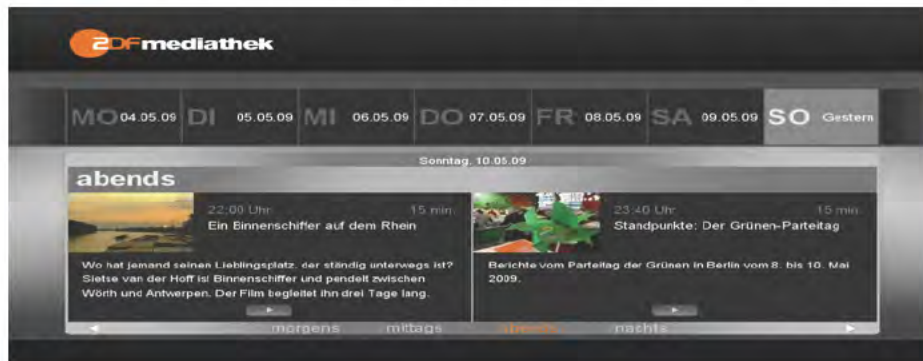 ZDFmediathek
MO 04.05.09 DI 05.05.09 MI 06.05.09 DO 07.05.09 FR 08.05.09 SA 09.05.09 SO Gestern
Sonntag, 10.05.09
abends
22:00 Uhr 15 min
Ein Binnenschiffer auf dem Rhein
Wo hat jemand seinen Lieblingsplatz, der ständig unterwegs ist?
Sietse van der Hoff ist Binnenschiffer und pendelt zwischen
Wörth und Antwerpen. Der Film begleitet ihn drei Tage lang.
23:40 Uhr 15 min
Standpunkte: Der Grünen-Parteitag
Berichte vom Parteitag der Grünen in Berlin vom 8. bis 10. Mai
2009.
morgens mittags abends nachts